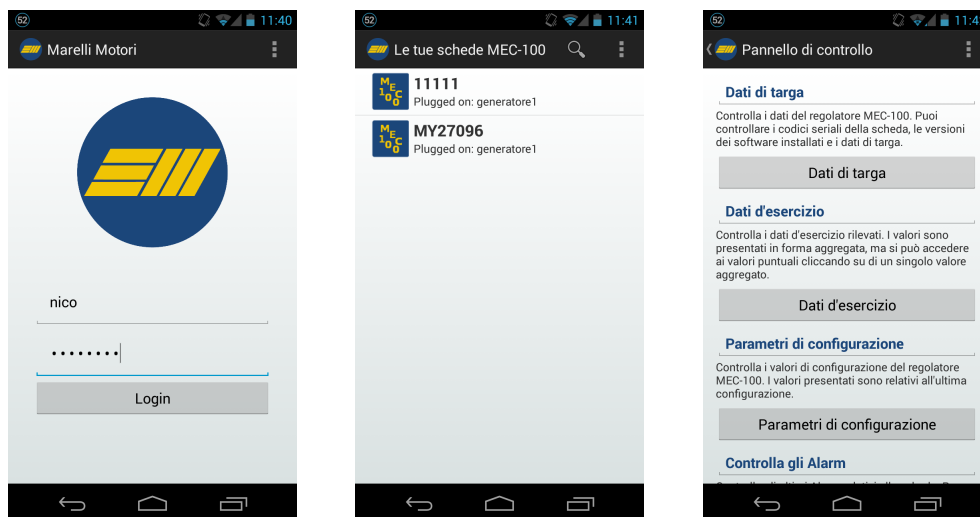 52 11:40
Marelli Motori
nico
Login
52 11:41
Le tue schede MEC-100
MEC100 11111
Plugged on: generatore1
MEC100 MY27096
Plugged on: generatore1
52 11:4
Pannello di controllo
Dati di targa
Controlla i dati del regolatore MEC-100. Puoi
controllare i codici seriali della scheda, le versioni
dei software installati e i dati di targa.
Dati di targa
Dati d'esercizio
Controlla i dati d'esercizio rilevati. I valori sono
presentati in forma aggregata, ma si può accedere
ai valori puntuali cliccando su di un singolo valore
aggregato.
Dati d'esercizio
Parametri di configurazione
Controlla i valori di configurazione del regolatore
MEC-100. I valori presentati sono relativi all'ultima
configurazione.
Parametri di configurazione
Controlla gli Alarm